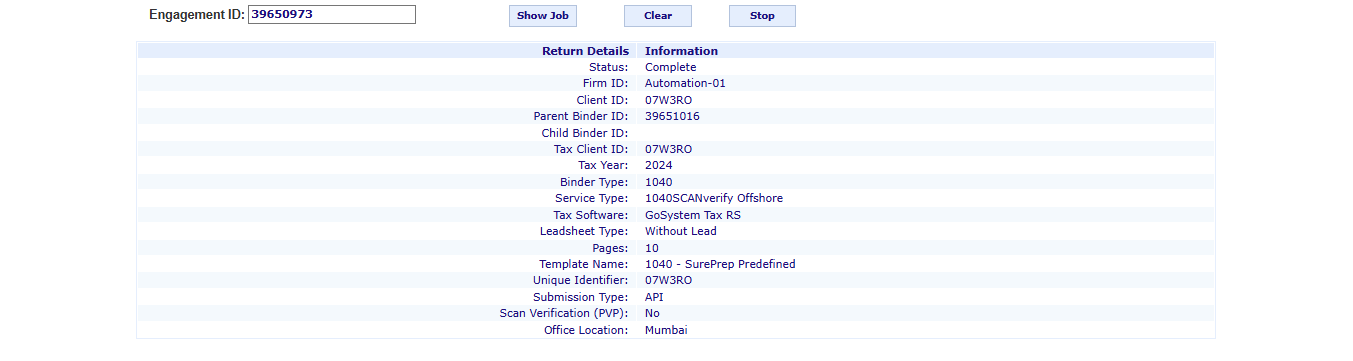 Engagement ID: 39650973 Show Job Clear Stop
Return Details Information
Status: Complete
Firm ID: Automation-01
Client ID: 07W3RO
Parent Binder ID: 39651016
Child Binder ID:
Tax Client ID: 07W3RO
Tax Year: 2024
Binder Type: 1040
Service Type: 1040SCANverify Offshore
Tax Software: GoSystem Tax RS
Leadsheet Type: Without Lead
Pages: 10
Template Name: 1040 - SurePrep Predefined
Unique Identifier: 07W3RO
Submission Type: API
Scan Verification (PVP): No
Office Location: Mumbai